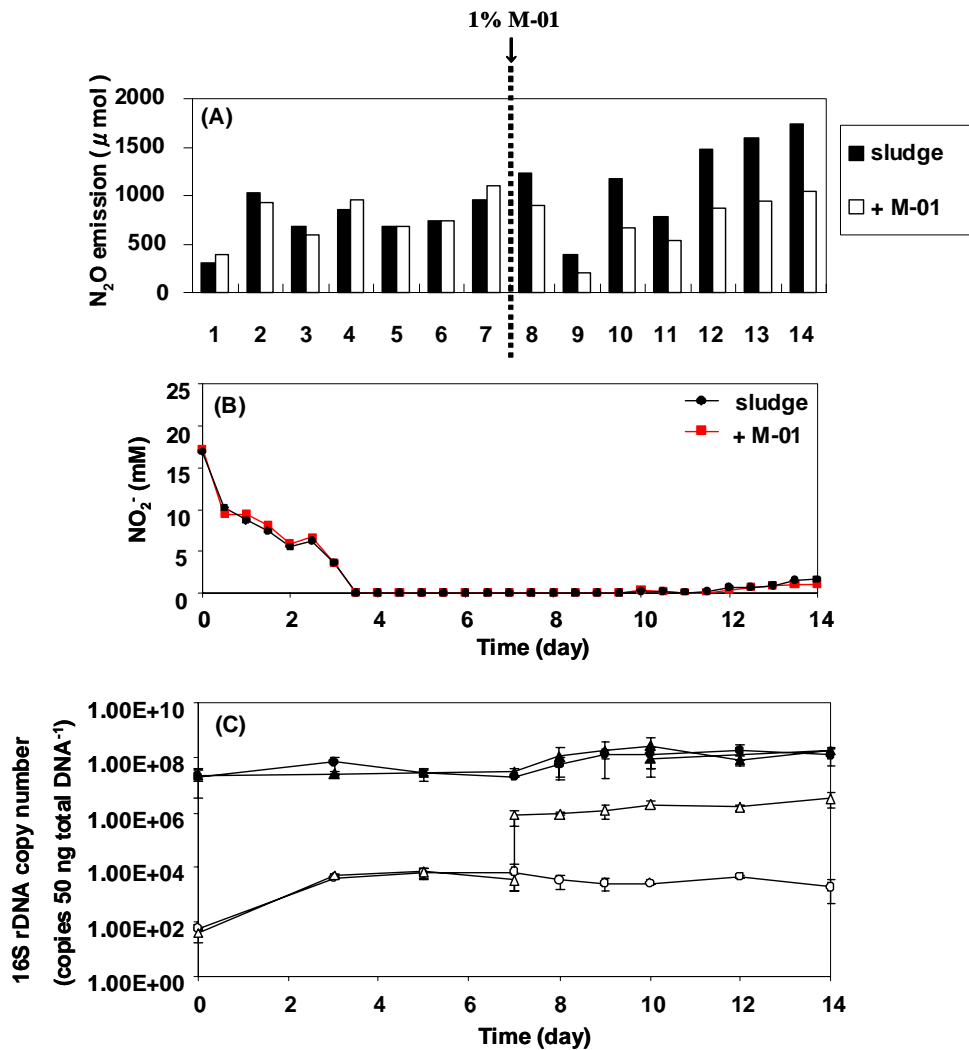 1% M-01
(A)
N₂O emission (μ mol)
2000
1500
1000
500
0
1 2 3 4 5 6 7 8 9 10 11 12 13 14
sludge
+ M-01
(B)
NO₂⁻ (mM)
25
20
15
10
5
0
0 2 4 6 8 10 12 14
Time (day)
sludge
+ M-01
(C)
16S rDNA copy number
(copies 50 ng total DNA⁻¹)
1.00E+10
1.00E+08
1.00E+06
1.00E+04
1.00E+02
1.00E+00
0 2 4 6 8 10 12 14
Time (day)